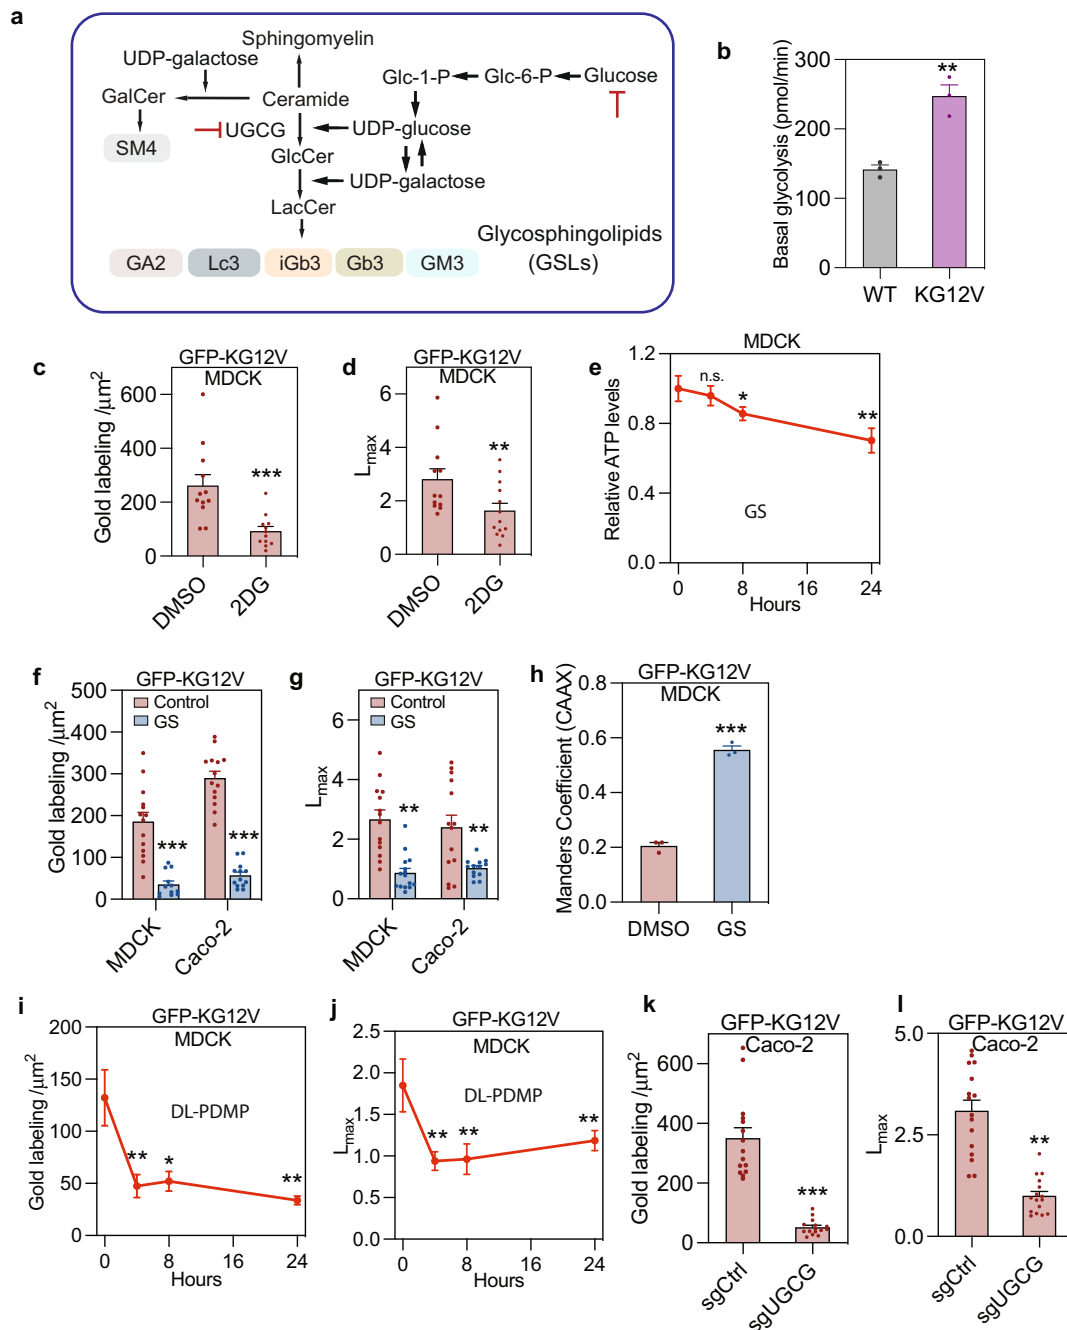 a
Sphingomyelin
UDP-galactose
Glc-1-P
Glc-6-P
Glucose
GalCer
Ceramide
UGCG
UDP-glucose
SM4
GlcCer
UDP-galactose
LacCer
Glycosphingolipids
(GSLs)
GA2
Lc3
iGb3
Gb3
GM3
b
Basal glycolysis (pmol/min)
300
200
100
0
**
WT
KG12V
c
GFP-KG12V
MDCK
Gold labeling /μm2
600
400
200
0
***
DMSO
2DG
d
GFP-KG12V
MDCK
Lmax
6
4
2
0
**
DMSO
2DG
e
MDCK
Relative ATP levels
1.2
0.8
0.4
0.0
n.s.
*
**
GS
0
8
16
24
Hours
f
GFP-KG12V
Gold labeling /μm2
500
400
300
200
100
0
Control
GS
***
***
MDCK
Caco-2
g
GFP-KG12V
Lmax
6
4
2
0
Control
GS
**
**
MDCK
Caco-2
h
GFP-KG12V
MDCK
Manders Coefficient (CAAX)
0.8
0.6
0.4
0.2
0.0
***
DMSO
GS
i
GFP-KG12V
MDCK
Gold labeling /μm2
200
150
100
50
0
DL-PDMP
**
*
**
0
8
16
24
Hours
j
GFP-KG12V
MDCK
Lmax
2.5
2.0
1.5
1.0
0.5
0.0
DL-PDMP
**
**
**
0
8
16
24
Hours
k
GFP-KG12V
Caco-2
Gold labeling /μm2
600
400
200
0
***
sgCtrl
sgUGCG
l
GFP-KG12V
Caco-2
Lmax
5.0
2.5
0.0
**
sgCtrl
sgUGCG